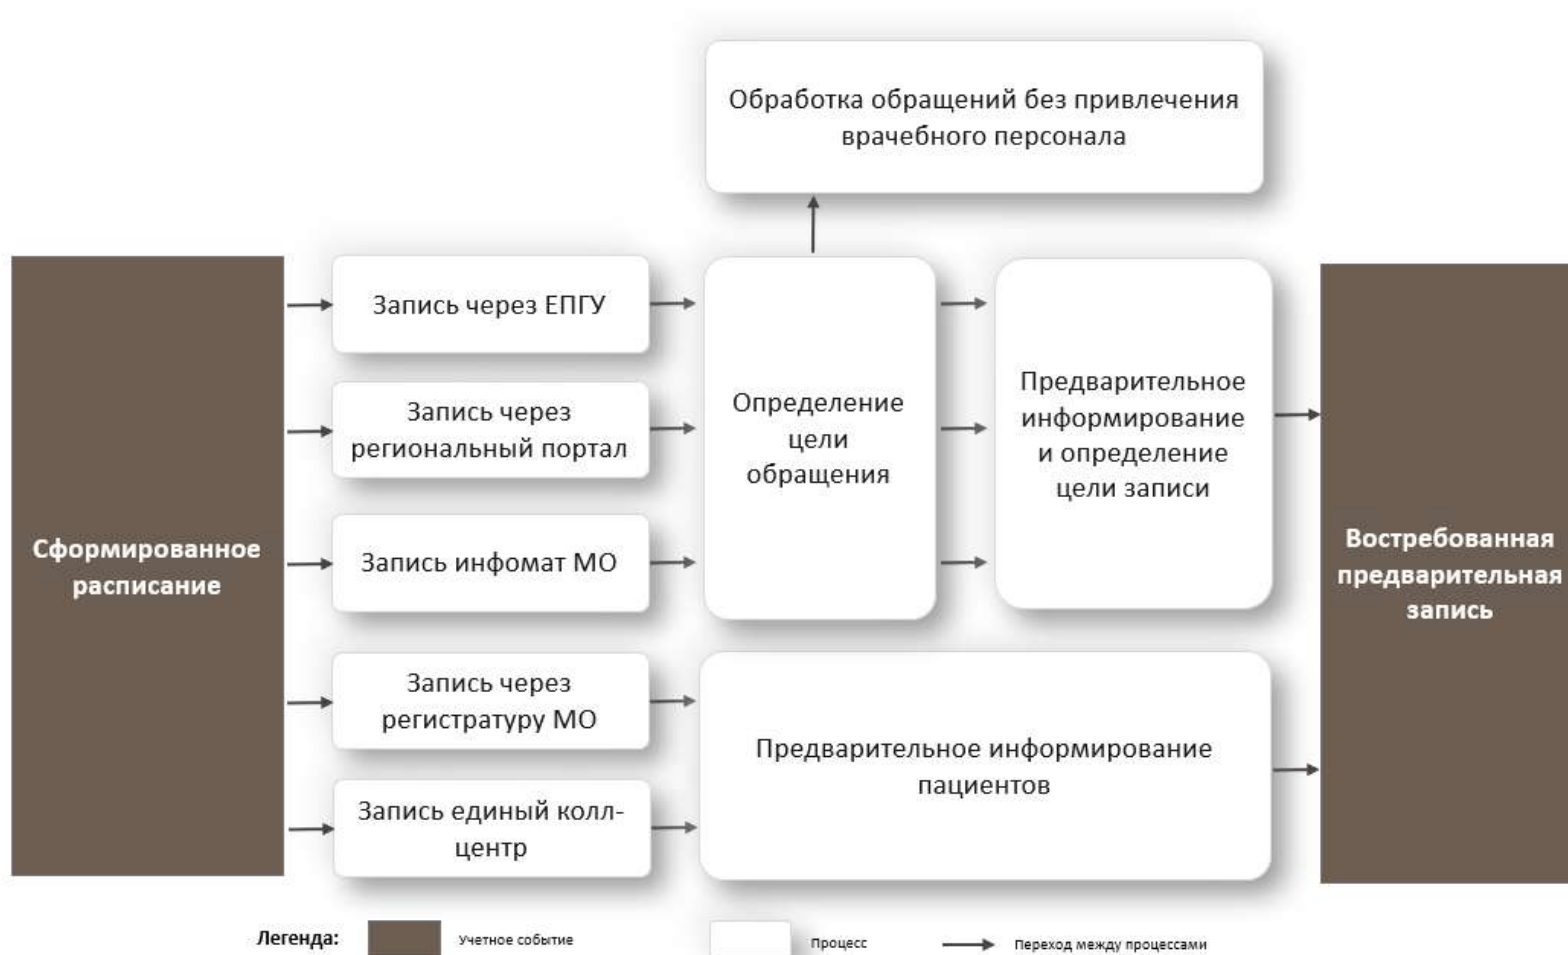 Обработка обращений без привлечения
врачебного персонала
Сформированное
расписание
Запись через ЕПГУ
Запись через
региональный портал
Запись инфомат МО
Запись через
регистратуру МО
Запись единый колл-
центр
Определение
цели
обращения
Предварительное
информирование
и определение
цели записи
Предварительное информирование
пациентов
Востребованная
предварительная
запись
Легенда:
Учетное событие
Процесс
Переход между процессами